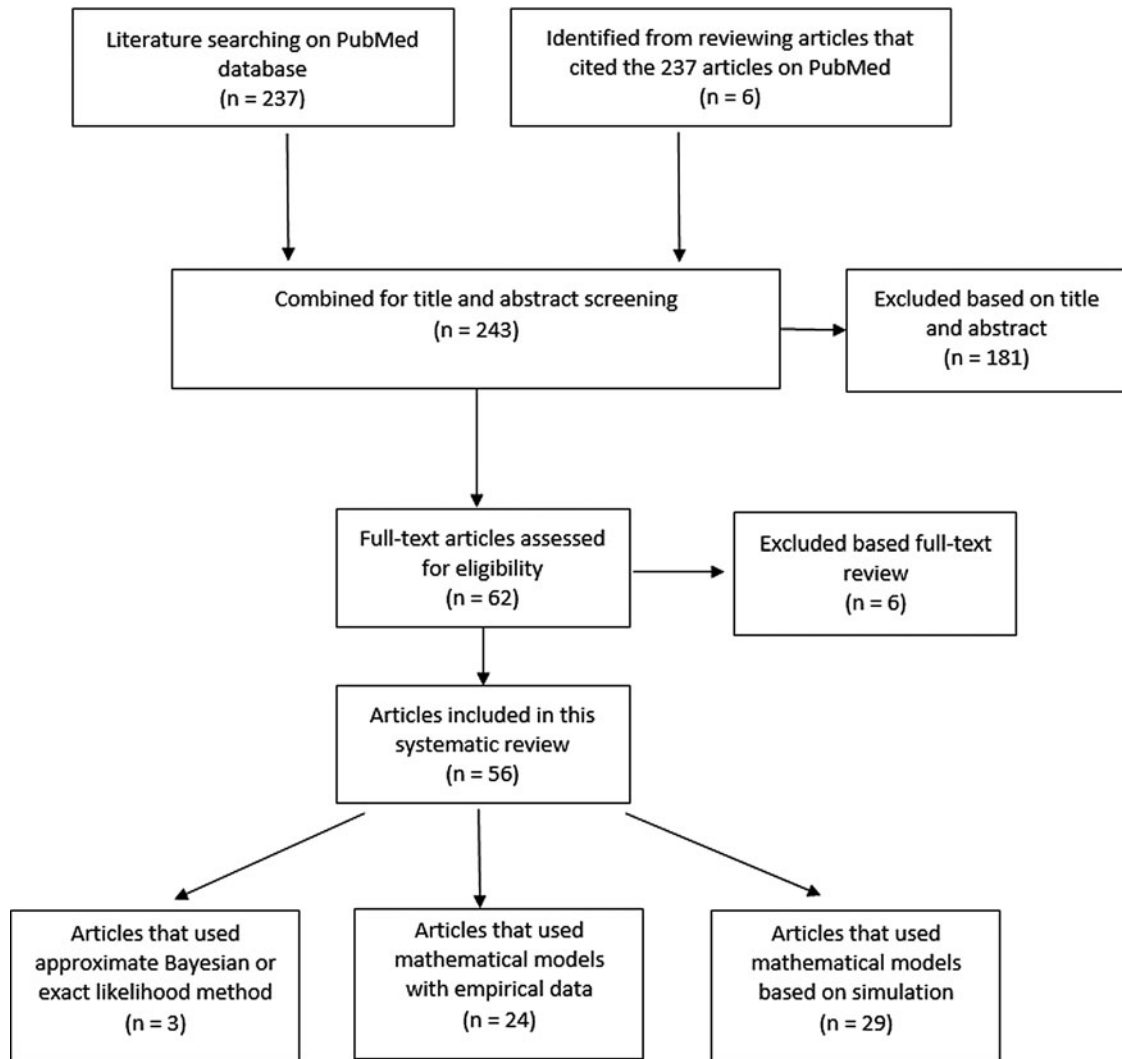 Literature searching on PubMed
database
(n = 237)
Identified from reviewing articles that
cited the 237 articles on PubMed
(n = 6)
Combined for title and abstract screening
(n = 243)
Excluded based on title
and abstract
(n = 181)
Full-text articles assessed
for eligibility
(n = 62)
Excluded based full-text
review
(n = 6)
Articles included in this
systematic review
(n = 56)
Articles that used
approximate Bayesian or
exact likelihood method
(n = 3)
Articles that used
mathematical models
with empirical data
(n = 24)
Articles that used
mathematical models
based on simulation
(n = 29)